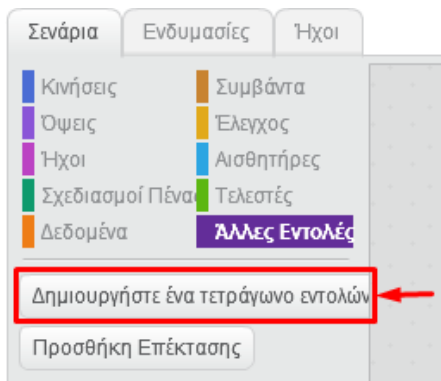 Σενάρια Ενδυμασίες Ήχοι
Κινήσεις Συμβάντα
Όψεις Έλεγχος
Ήχοι Αισθητήρες
Σχεδιασμοί Πένας Τελεστές
Δεδομένα Άλλες Εντολές
Δημιουργήστε ένα τετράγωνο εντολών
Προσθήκη Επέκτασης